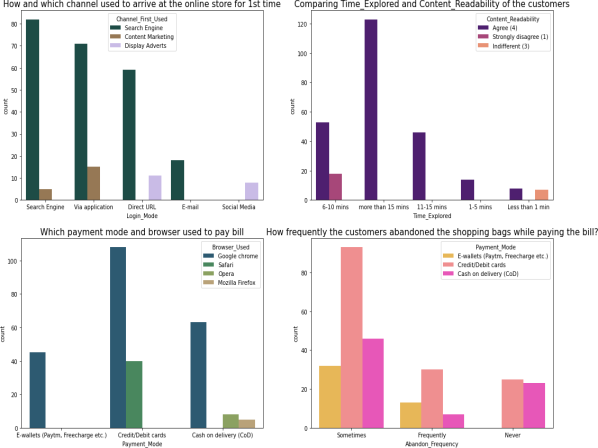 How and which channel used to arrive at the online store for 1st time
Channel_First_Used
Search Engine
Content Marketing
Display Adverts
80
70
60
50
40
30
20
10
0
count
Search Engine Via application Direct URL E-mail Social Media
Login_Mode
Comparing Time_Explored and Content_Readability of the customers
Content_Readability
Agree (4)
Strongly disagree (1)
Indifferent (3)
120
100
80
60
40
20
0
count
6-10 mins more than 15 mins 11-15 mins 1-5 mins Less than 1 min
Time_Explored
Which payment mode and browser used to pay bill
Browser_Used
Google chrome
Safari
Opera
Mozilla Firefox
100
80
60
40
20
0
count
E-wallets (Paytm, Freecharge etc.) Credit/Debit cards Cash on delivery (CoD)
Payment_Mode
How frequently the customers abandoned the shopping bags while paying the bill?
Payment_Mode
E-wallets (Paytm, Freecharge etc.)
Credit/Debit cards
Cash on delivery (CoD)
80
60
40
20
0
count
Sometimes Frequently Never
Abandon_Frequency